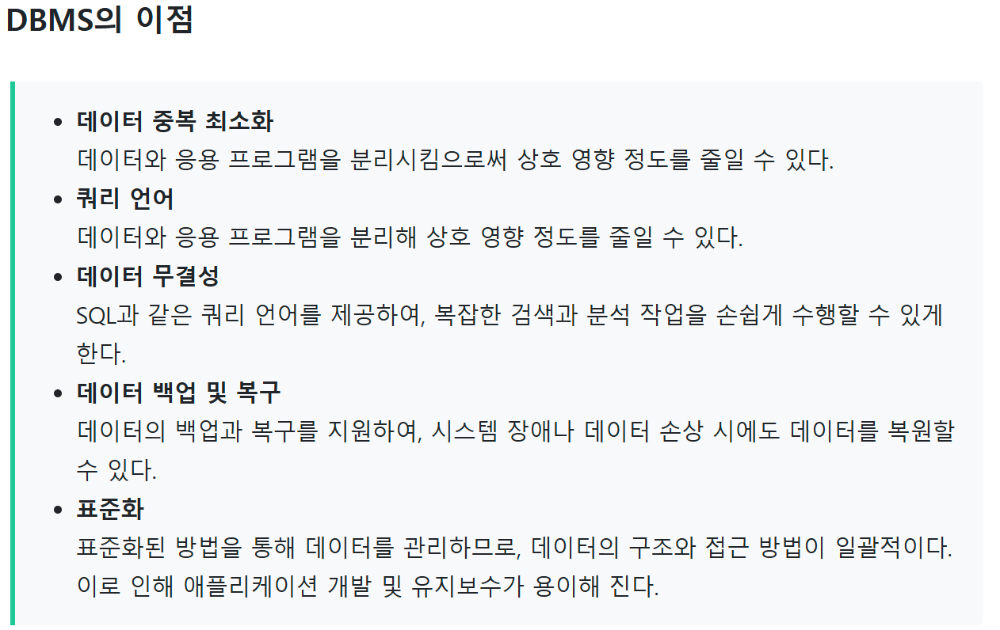 DBMS의 이점
데이터 중복 최소화
데이터와 응용 프로그램을 분리시킴으로써 상호 영향 정도를 줄일 수 있다.
쿼리 언어
데이터와 응용 프로그램을 분리해 상호 영향 정도를 줄일 수 있다.
데이터 무결성
SQL과 같은 쿼리 언어를 제공하여, 복잡한 검색과 분석 작업을 손쉽게 수행할 수 있게
한다.
데이터 백업 및 복구
데이터의 백업과 복구를 지원하여, 시스템 장애나 데이터 손상 시에도 데이터를 복원할
수 있다.
표준화
표준화된 방법을 통해 데이터를 관리하므로, 데이터의 구조와 접근 방법이 일괄적이다.
이로 인해 애플리케이션 개발 및 유지보수가 용이해 진다.